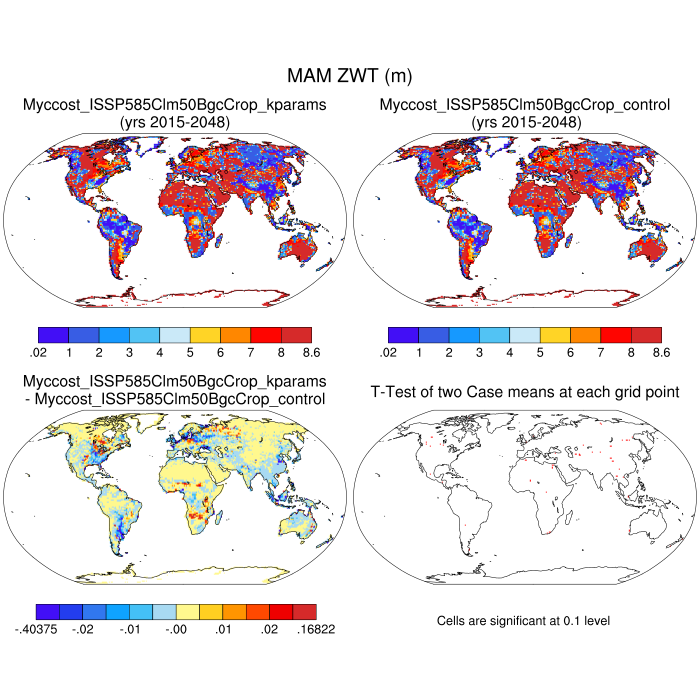 MAM ZWT (m)
Myccost_ISSP585Clm50BgcCrop_kparams
(yrs 2015-2048)
Myccost_ISSP585Clm50BgcCrop_control
(yrs 2015-2048)
.02 1 2 3 4 5 6 7 8 8.6
.02 1 2 3 4 5 6 7 8 8.6
Myccost_ISSP585Clm50BgcCrop_kparams
- Myccost_ISSP585Clm50BgcCrop_control
T-Test of two Case means at each grid point
-.40375 -.02 -.01 -.00 .01 .02 .16822
Cells are significant at 0.1 level